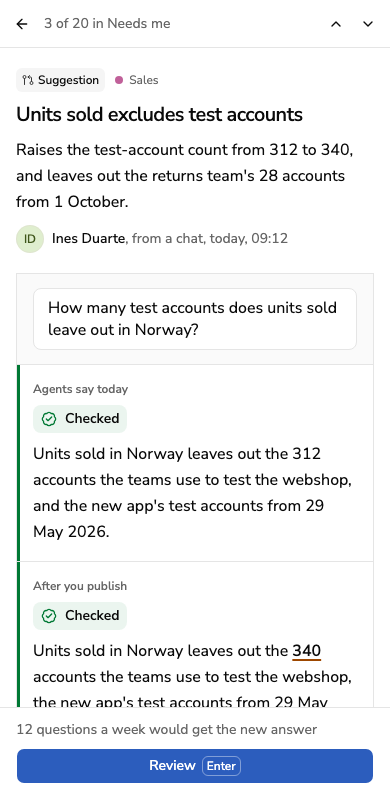 3 of 20 in Needs me
Suggestion
Sales
Units sold excludes test accounts
Raises the test-account count from 312 to 340,
and leaves out the returns team's 28 accounts
from 1 October.
ID
Ines Duarte, from a chat, today, 09:12
How many test accounts does units sold
leave out in Norway?
Agents say today
Checked
Units sold in Norway leaves out the 312
accounts the teams use to test the webshop,
and the new app's test accounts from 29
May 2026.
After you publish
Checked
Units sold in Norway leaves out the 340
accounts the teams use to test the webshop,
the new app's test accounts from 29 May
12 questions a week would get the new answer
Review Enter